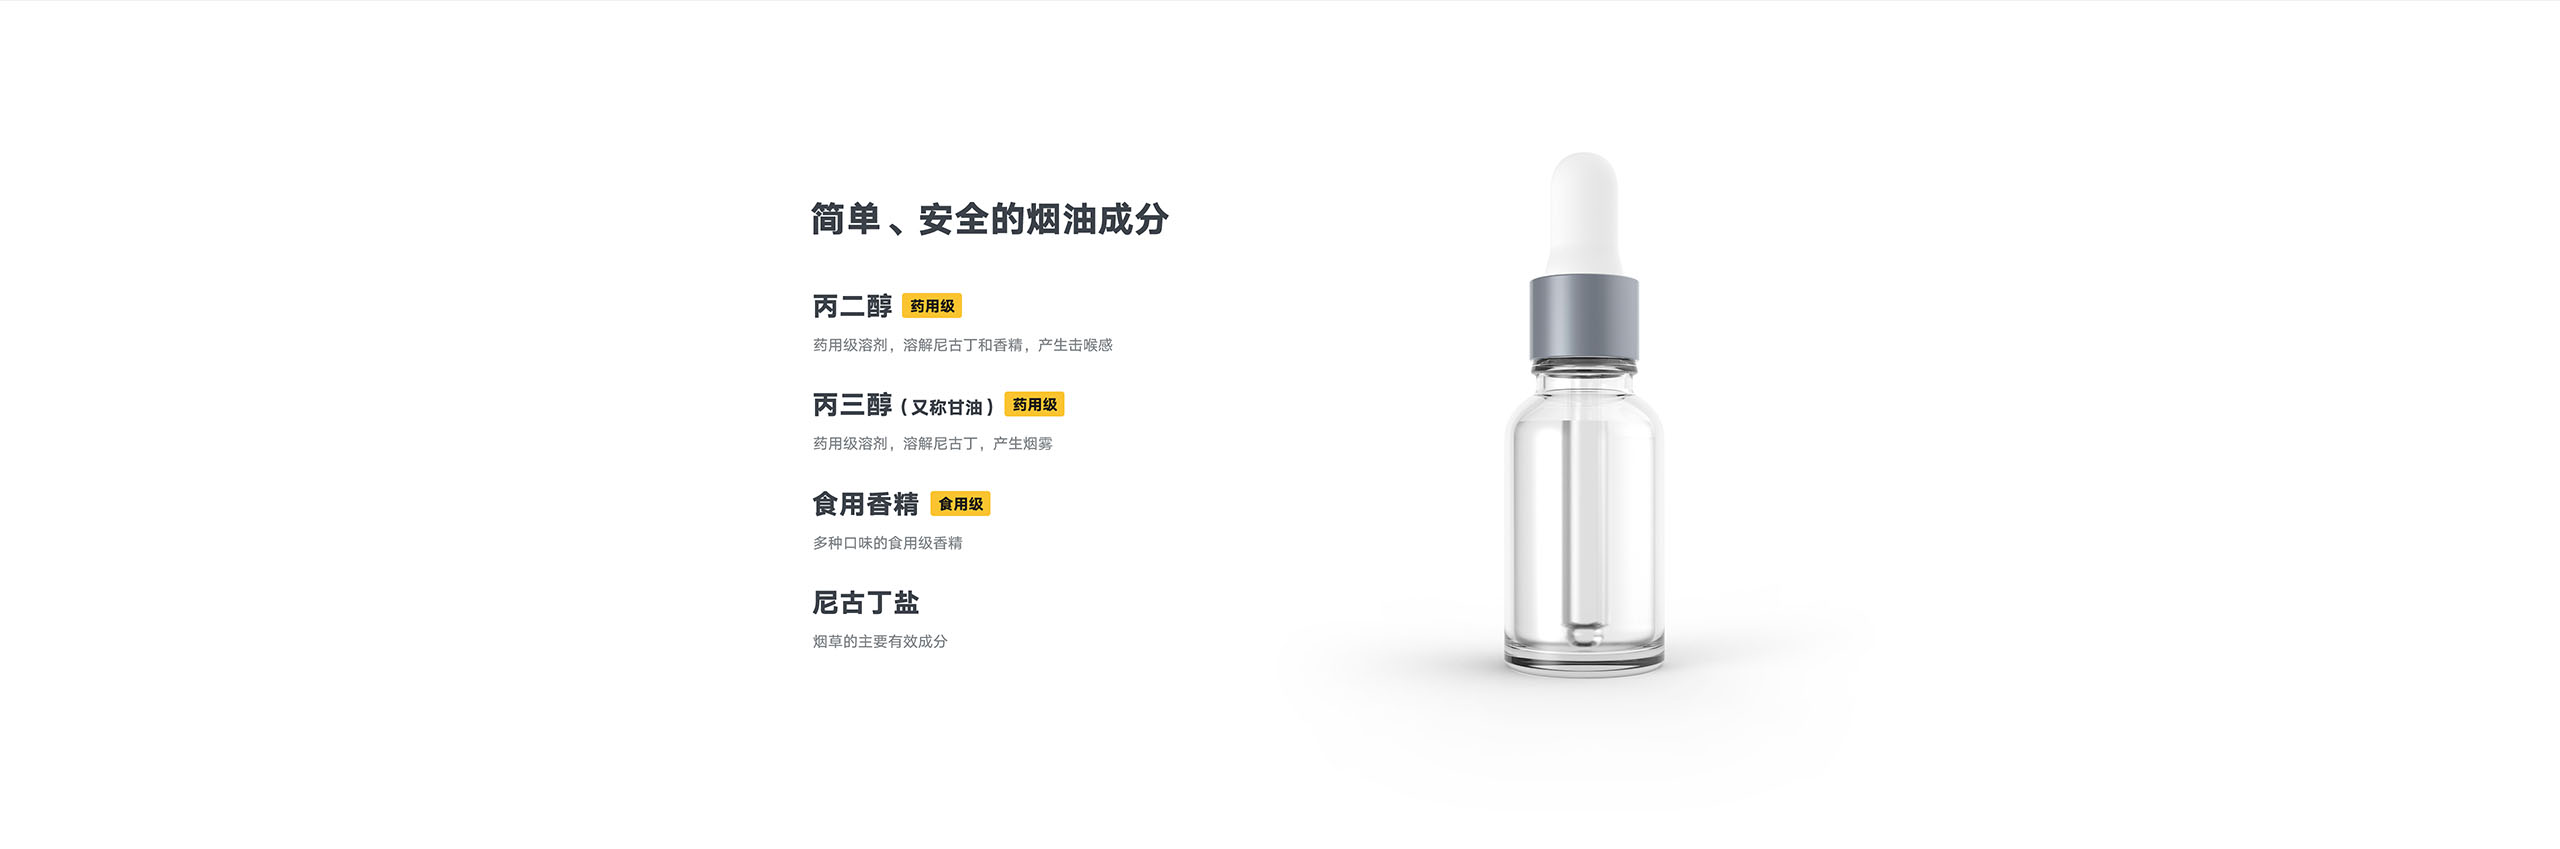 简单、安全的烟油成分
丙二醇 药用级
药用级溶剂，溶解尼古丁和香精，产生击喉感
丙三醇（又称甘油） 药用级
药用级溶剂，溶解尼古丁，产生烟雾
食用香精 食用级
多种口味的食用级香精
尼古丁盐
烟草的主要有效成分